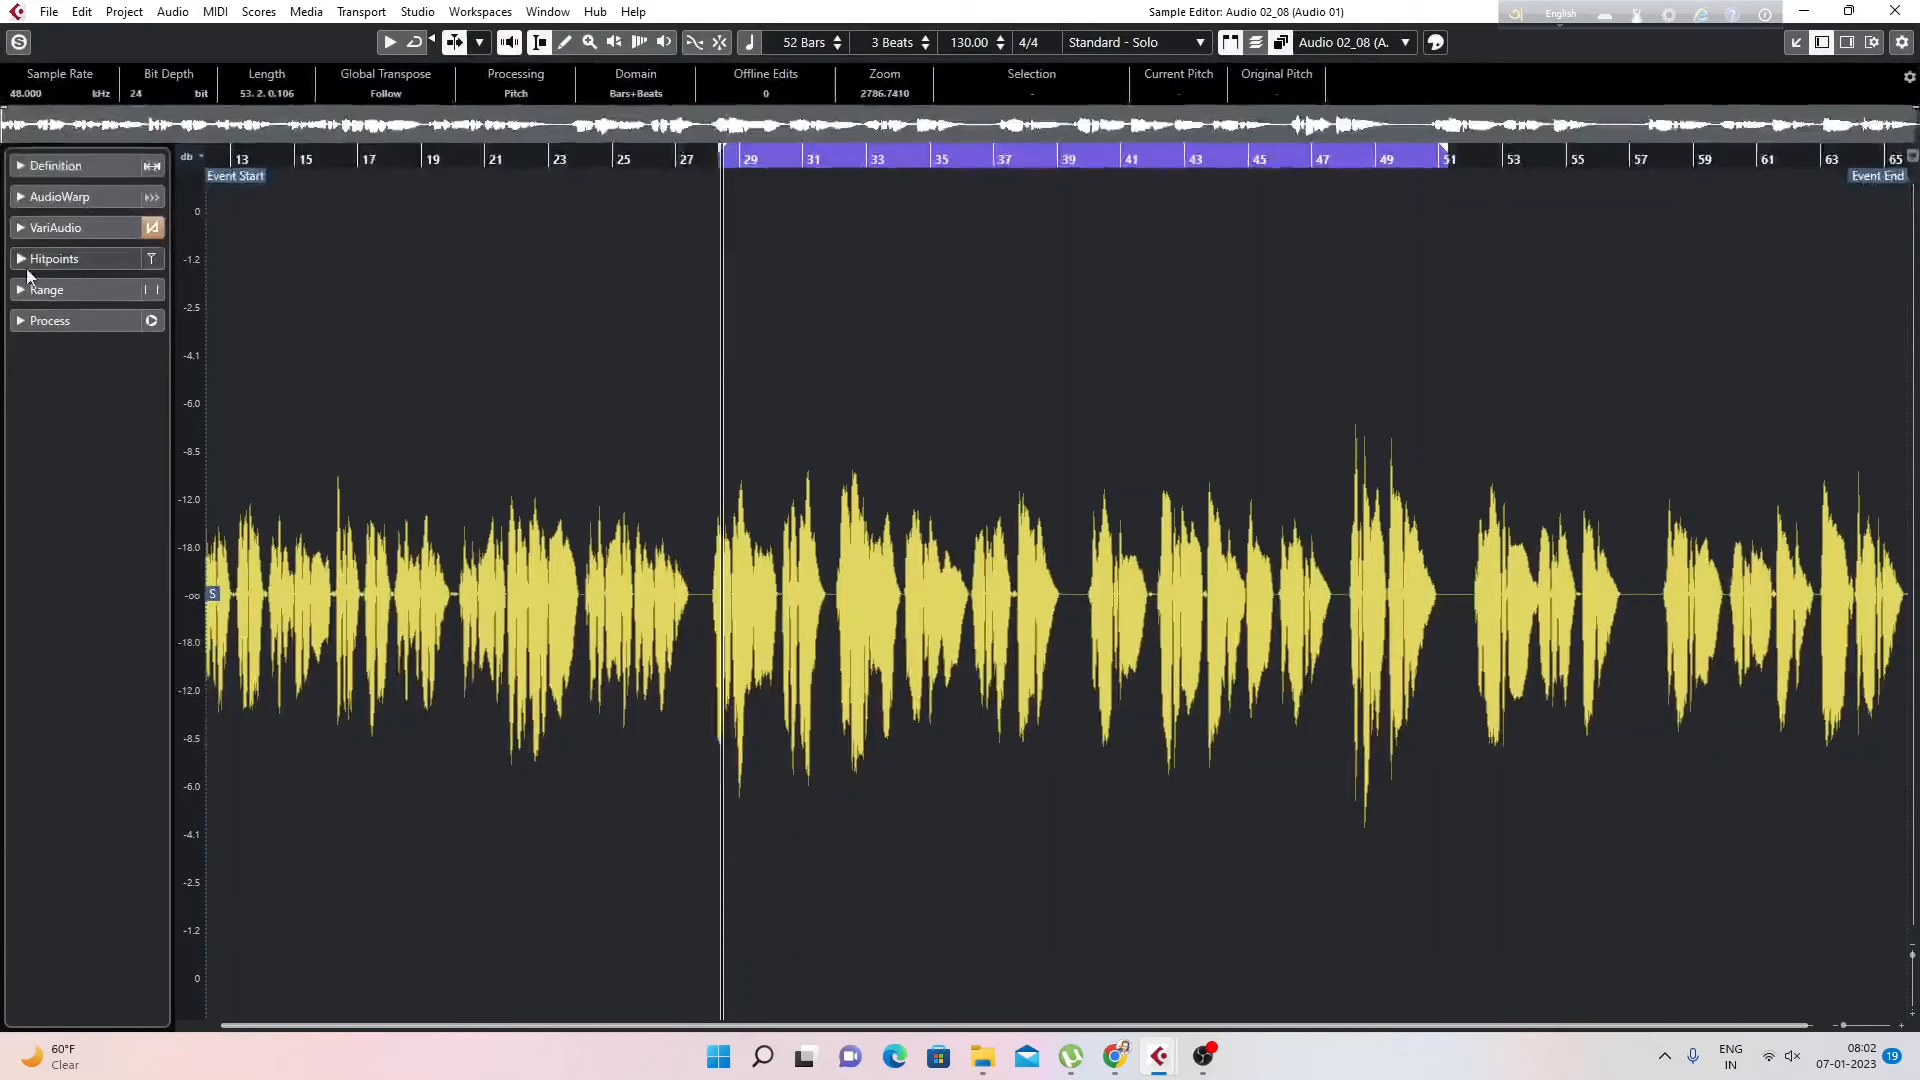 File Edit Project Audio MIDI Scores Media Transport Studio Workspaces Window Hub Help Sample Editor: Audio 02_08 (Audio 01) English
52 Bars 3 Beats 130.00 4/4 Standard - Solo Audio 02_08 (A.
Sample Rate Bit Depth Length Global Transpose Processing Domain Offline Edits Zoom Selection Current Pitch Original Pitch
48.000 kHz 24 bit 53. 2. 0.106 Follow Pitch Bars+Beats 0 2786.7410 - - -
db 13 15 17 19 21 23 25 27 29 31 33 35 37 39 41 43 45 47 49 51 53 55 57 59 61 63 65
Event Start Event End
Definition
AudioWarp
VariAudio
Hitpoints
Range
Process
0
-1.2
-2.5
-4.1
-6.0
-8.5
-12.0
-18.0
-∞ S
-18.0
-12.0
-8.5
-6.0
-4.1
-2.5
-1.2
0
60°F
Clear
ENG
IN
08:02
07-01-2023
19